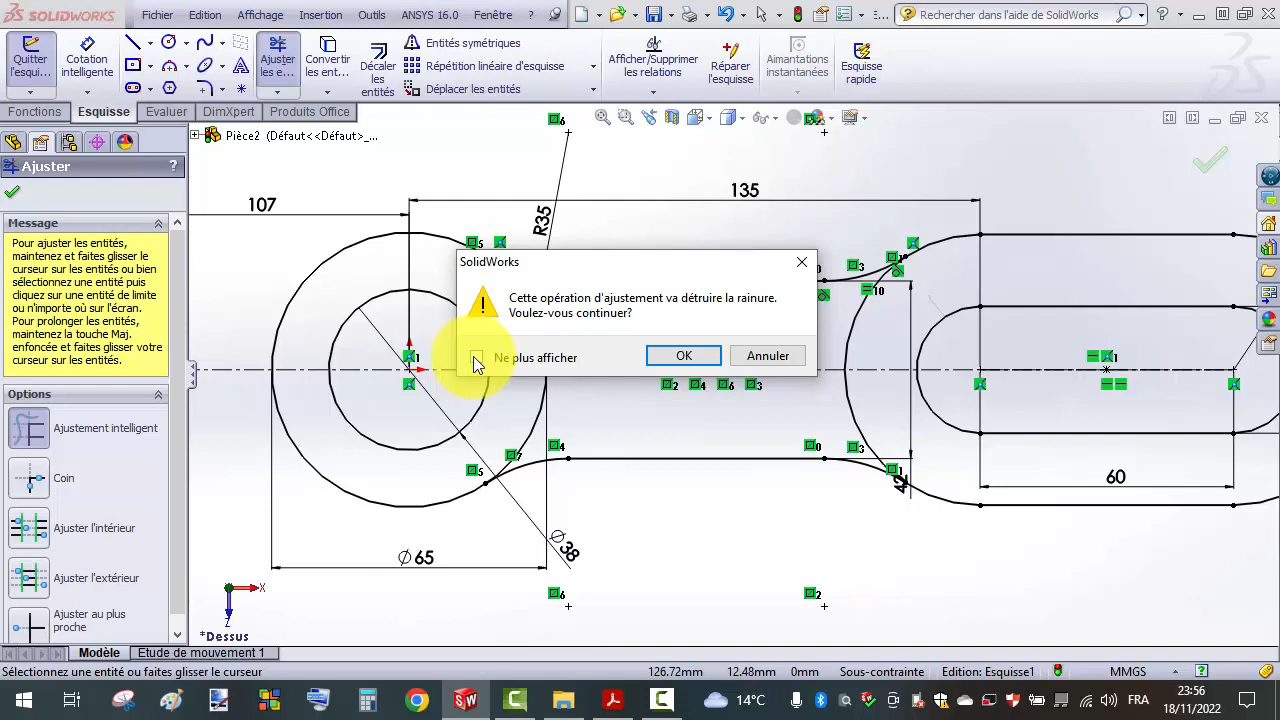 SOLIDWORKS
Fichier Edition Affichage Insertion Outils ANSYS 16.0 Fenêtre ?
Rechercher dans l'aide de SolidWorks
Quitter l'esqui...
Cotation intelligente
Ajuster les e...
Convertir les ent...
Décaler les entités
Entités symétriques
Répétition linéaire d'esquisse
Déplacer les entités
Afficher/Supprimer les relations
Réparer l'esquisse
Aimantations instantanées
Esquisse rapide
Fonctions Esquisse Evaluer DimXpert Produits Office
Pièce2 (Défaut<<Défaut>_...
Ajuster ?
Message
Pour ajuster les entités,
maintenez et faites glisser le
curseur sur les entités ou bien
sélectionnez une entité puis
cliquez sur une entité de limite
ou n'importe où sur l'écran.
Pour prolonger les entités,
maintenez la touche Maj.
enfoncée et faites glisser votre
curseur sur les entités.
Options
Ajustement intelligent
Coin
Ajuster l'intérieur
Ajuster l'extérieur
Ajuster au plus
proche
107
135
R35
SolidWorks
Cette opération d'ajustement va détruire la rainure.
Voulez-vous continuer?
Ne plus afficher
OK
Annuler
42
60
Ø38
Ø65
X
Z
*Dessus
Modèle Etude de mouvement 1
Sélectionnez une entité ou faites glisser le curseur 126.72mm 12.48mm 0mm Sous-contrainte Edition: Esquisse1 MMGS
14°C FRA 23:56
18/11/2022